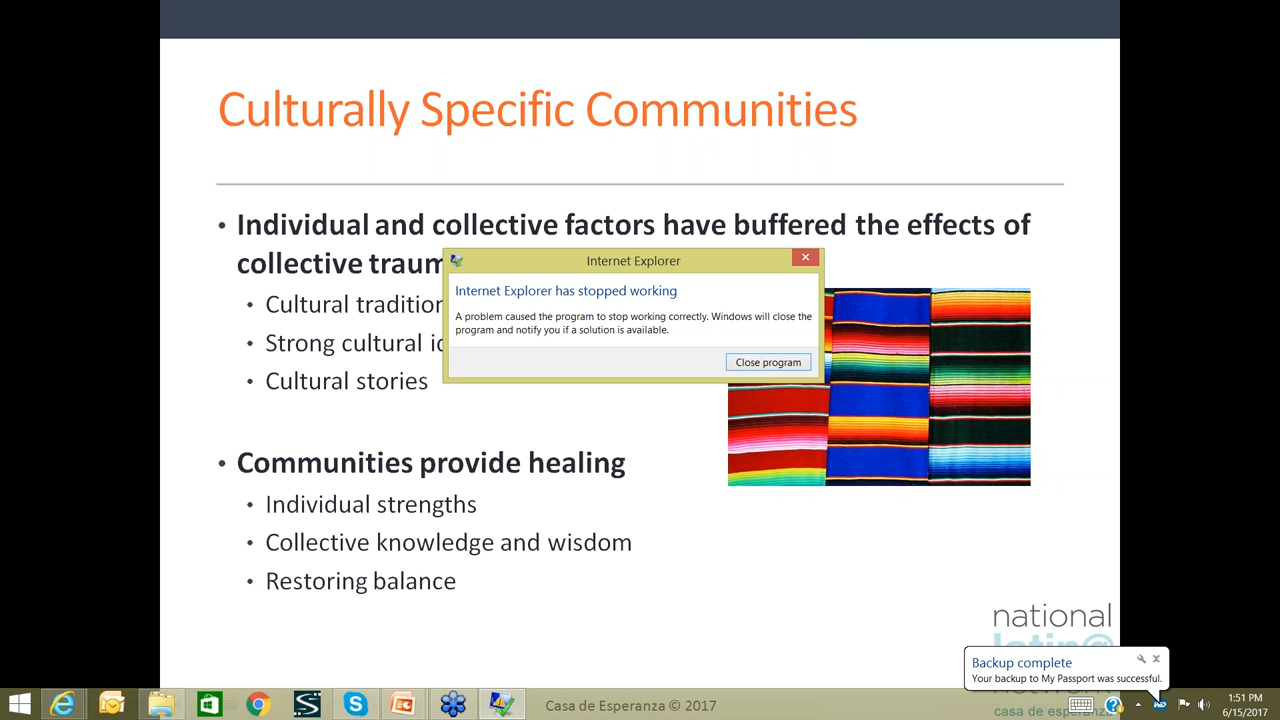 Culturally Specific Communities
• Individual and collective factors have buffered the effects of
collective traum
• Cultural tradition
• Strong cultural
• Cultural stories
Internet Explorer
Internet Explorer has stopped working
A problem caused the program to stop working correctly. Windows will close the
program and notify you if a solution is available.
Close program
• Communities provide healing
• Individual strengths
• Collective knowledge and wisdom
• Restoring balance
national
Backup complete
Your backup to My Passport was successful.
casa de esperanza
Casa de Esperanza © 2017
1:51 PM
6/15/2017